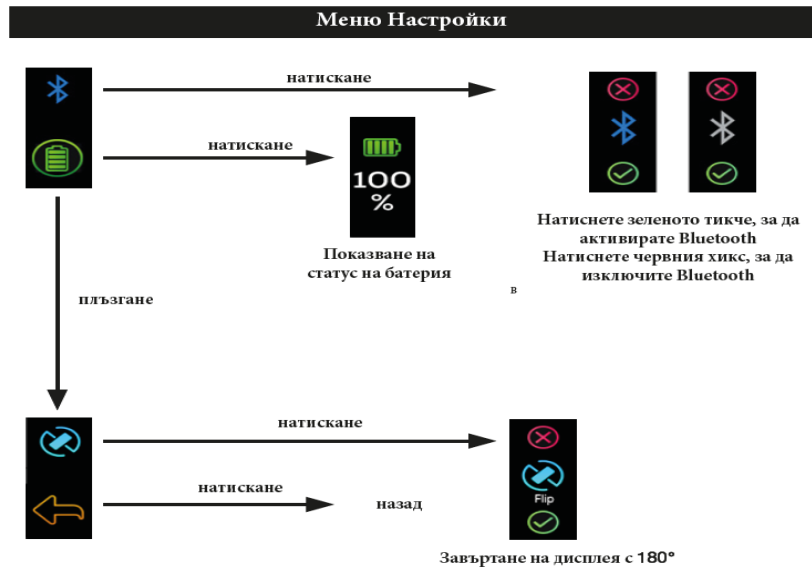 Меню Настройки
натискане
натискане
100
%
Показване на
статус на батерия
Натиснете зеленото тикче, за да
активирате Bluetooth
Натиснете червния хикс, за да
изключите Bluetooth
в
плъзгане
натискане
натискане
назад
Flip
Завъртане на дисплея с 180°